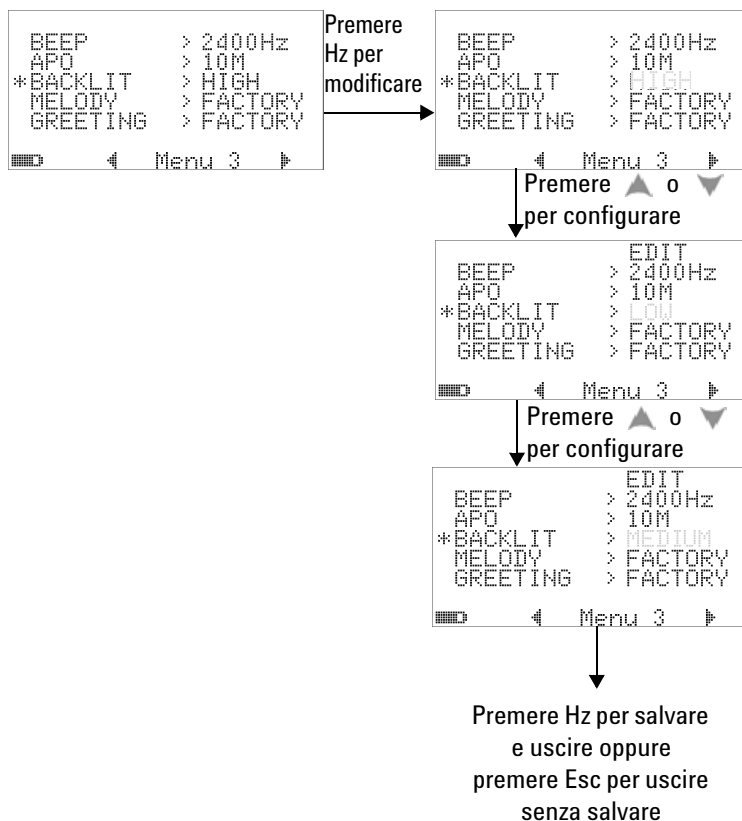 BEEP > 2400Hz
APO > 10M
*BACKLIT > HIGH
MELODY > FACTORY
GREETING > FACTORY
Menu 3
Premere
Hz per
modificare
BEEP > 2400Hz
APO > 10M
*BACKLIT > HIGH
MELODY > FACTORY
GREETING > FACTORY
Menu 3
Premere o
per configurare
EDIT
BEEP > 2400Hz
APO > 10M
*BACKLIT > LOW
MELODY > FACTORY
GREETING > FACTORY
Menu 3
Premere o
per configurare
EDIT
BEEP > 2400Hz
APO > 10M
*BACKLIT > MEDIUM
MELODY > FACTORY
GREETING > FACTORY
Menu 3
Premere Hz per salvare
e uscire oppure
premere Esc per uscire
senza salvare